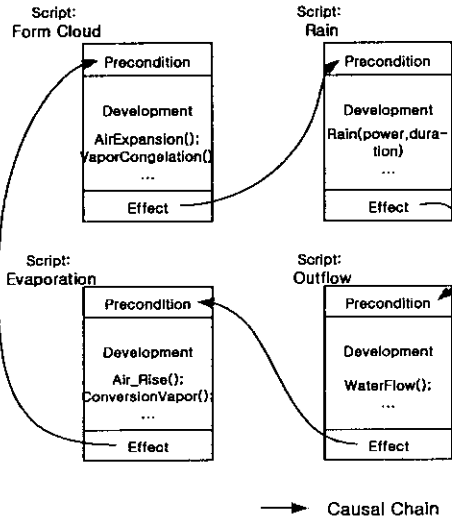 Script:
Form Cloud
Precondition
Development
AirExpansion();
VaporCongelation()
...
Effect
Script:
Rain
Precondition
Development
Rain(power,dura-
tion)
...
Effect
Script:
Evaporation
Precondition
Development
Air_Rise();
ConversionVapor();
...
Effect
Script:
Outflow
Precondition
Development
WaterFlow();
...
Effect
Causal Chain